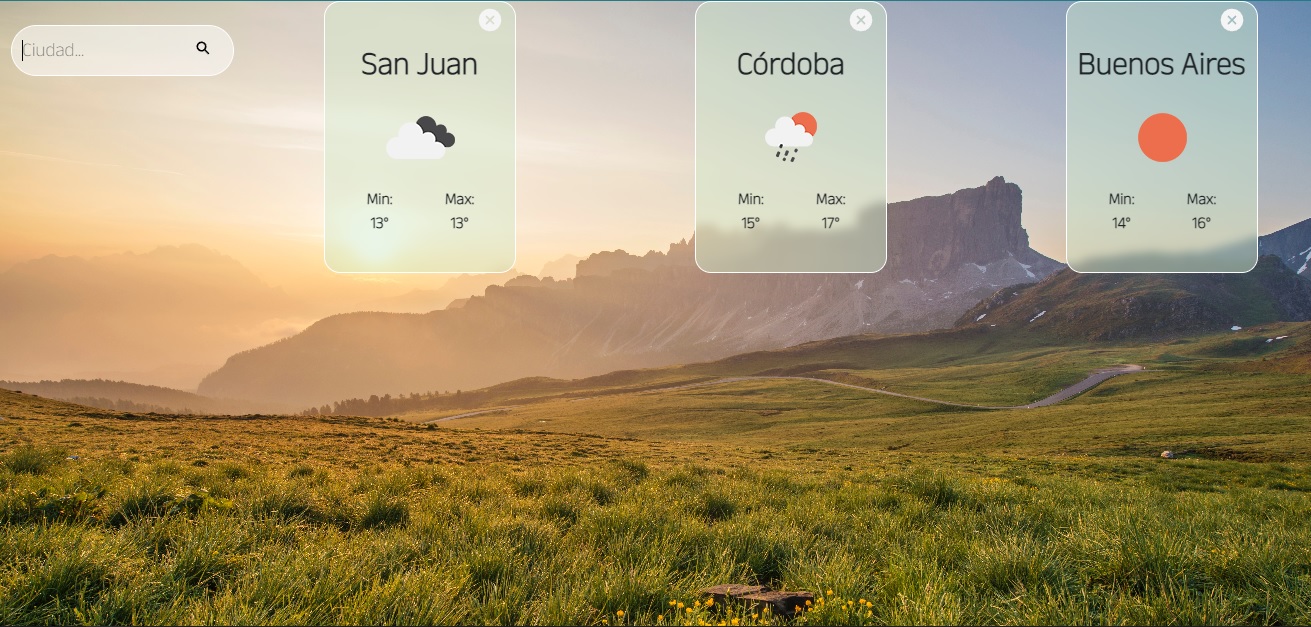 Ciudad...
San Juan
Min: Max:
13° 13°
Córdoba
Min: Max:
15° 17°
Buenos Aires
Min: Max:
14° 16°